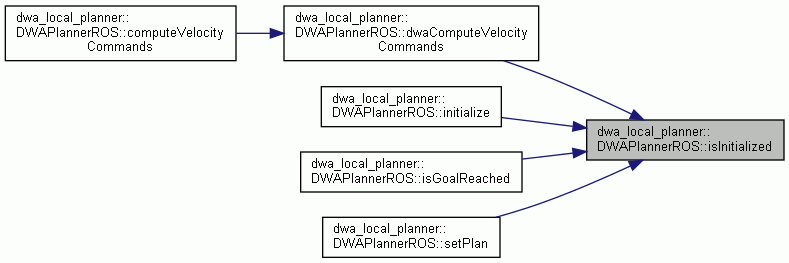 dwa_local_planner::
DWAPlannerROS::computeVelocity
Commands
dwa_local_planner::
DWAPlannerROS::dwaComputeVelocity
Commands
dwa_local_planner::
DWAPlannerROS::initialize
dwa_local_planner::
DWAPlannerROS::isInitialized
dwa_local_planner::
DWAPlannerROS::isGoalReached
dwa_local_planner::
DWAPlannerROS::setPlan